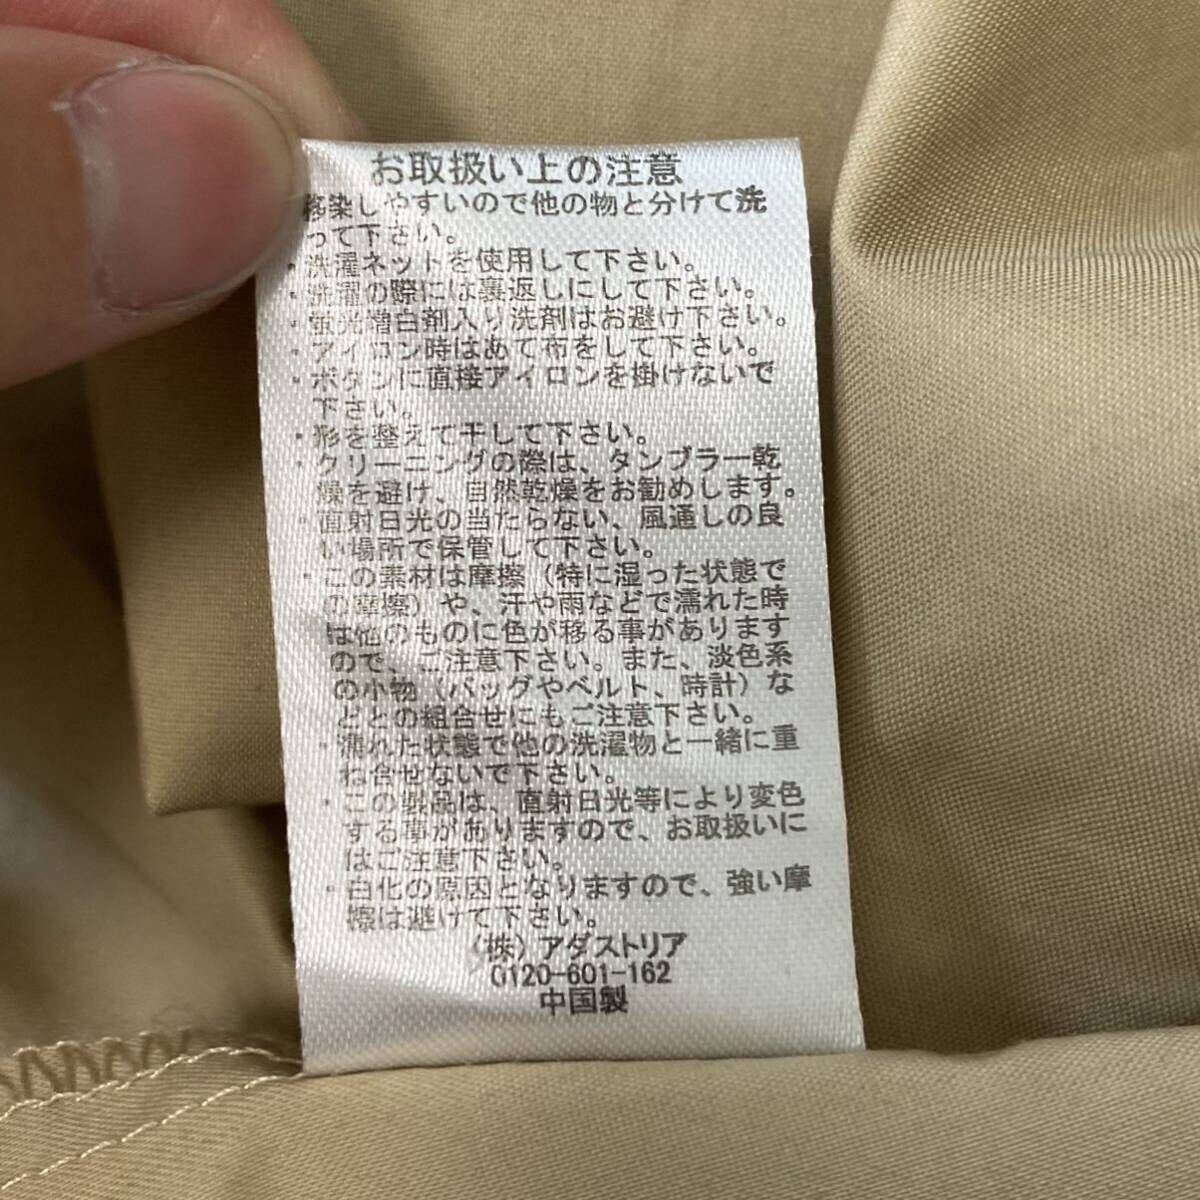 お取扱い上の注意
移染しやすいので他の物と分けて洗
って下さい。
・洗濯ネットを使用して下さい。
・洗濯の際には裏返しにして下さい。
・蛍光増白剤入り洗剤はお避け下さい。
・アイロン時はあて布をして下さい。
・ボタンに直接アイロンを掛けないで
下さい。
・形を整えて干して下さい。
・クリーニングの際は、タンブラー乾
燥を避け、自然乾燥をお勧めします。
・直射日光の当たらない、風通しの良
い場所で保管して下さい。
・この素材は摩擦（特に湿った状態で
の摩擦）や、汗や雨などで濡れた時
は他のものに色が移る事があります
ので、ご注意下さい。また、淡色系
の小物（バッグやベルト、時計）な
どとの組合せにもご注意下さい。
・濡れた状態で他の洗濯物と一緒に重
ね合せないで下さい。
・この製品は、直射日光等により変色
する事がありますので、お取扱いに
はご注意下さい。
・白化の原因となりますので、強い摩
擦は避けて下さい。
（株）アダストリア
0120-601-162
中国製